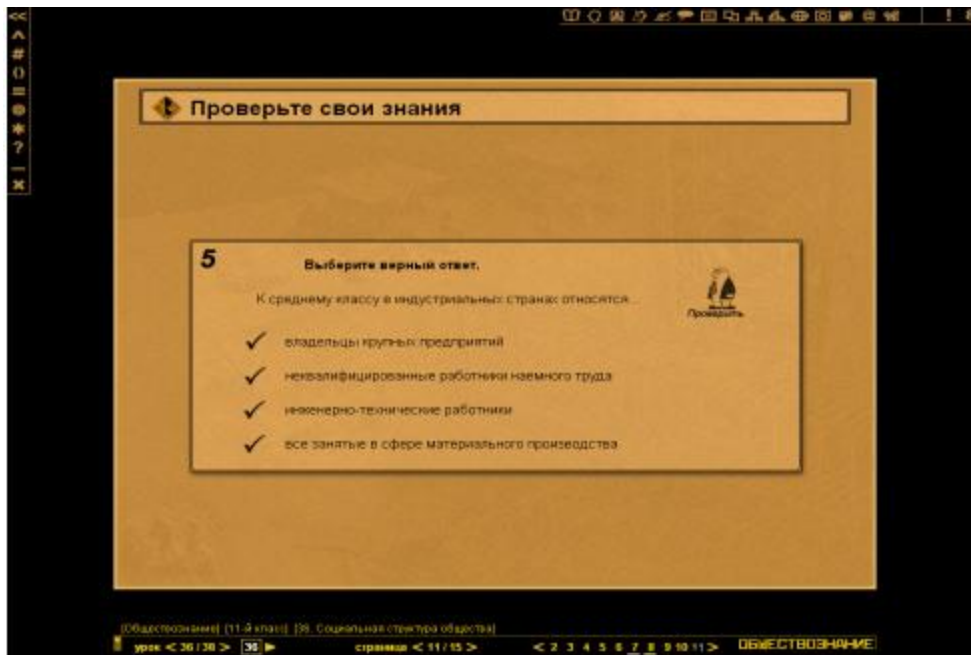 <<
^
#
()
=
*
?
—
Проверьте свои знания
5
Выберите верный ответ.
К среднему классу в индустриальных странах относятся...
Проверить
владельцы крупных предприятий
неквалифицированные работники наемного труда
инженерно-технические работники
все занятые в сфере материального производства
[Обществознание] [11-й класс] [36. Социальная структура общества]
урок < 36 / 36 > 36 страница < 11 / 15 > < 2 3 4 5 6 7 8 9 10 11 > ОБЩЕСТВОЗНАНИЕ